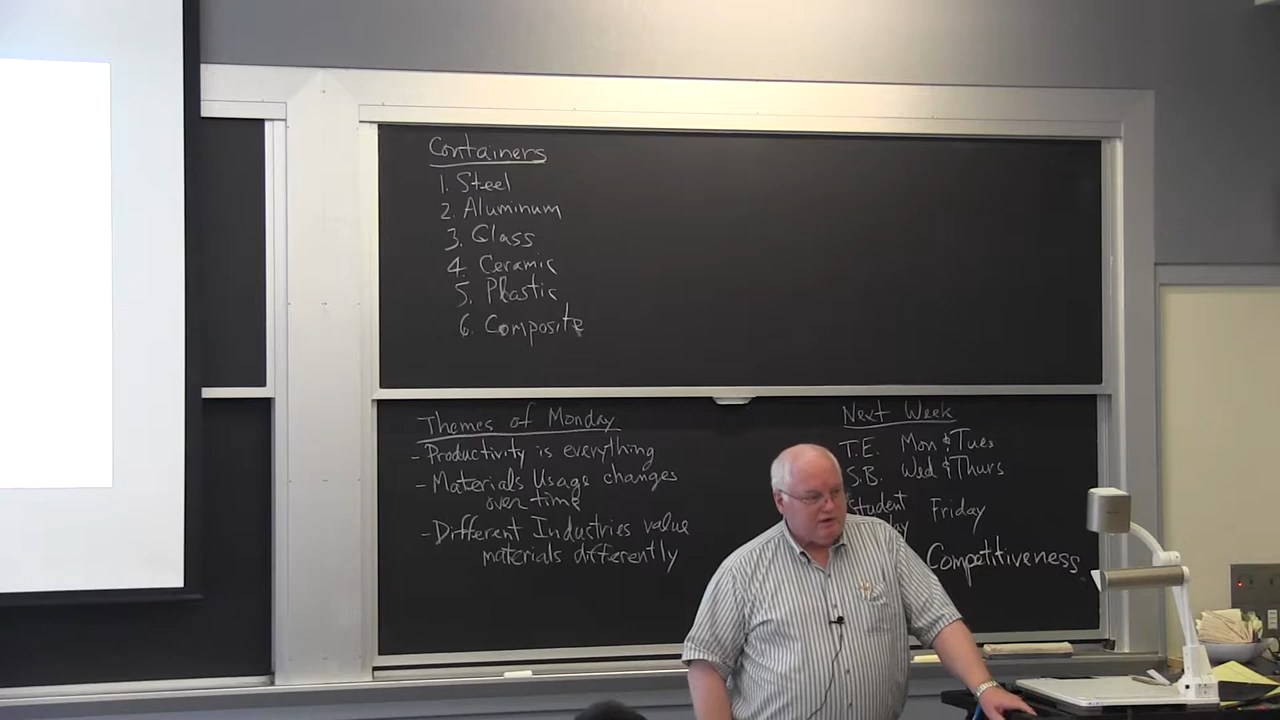 Containers
1. Steel
2. Aluminum
3. Glass
4. Ceramic
5. Plastic
6. Composite
Themes of Monday
- Productivity is everything
- Materials Usage changes
over time
- Different Industries value
materials differently
Next Week
T.E. Mon & Tues
S.B. Wed & Thurs
Student Friday
Competitiveness